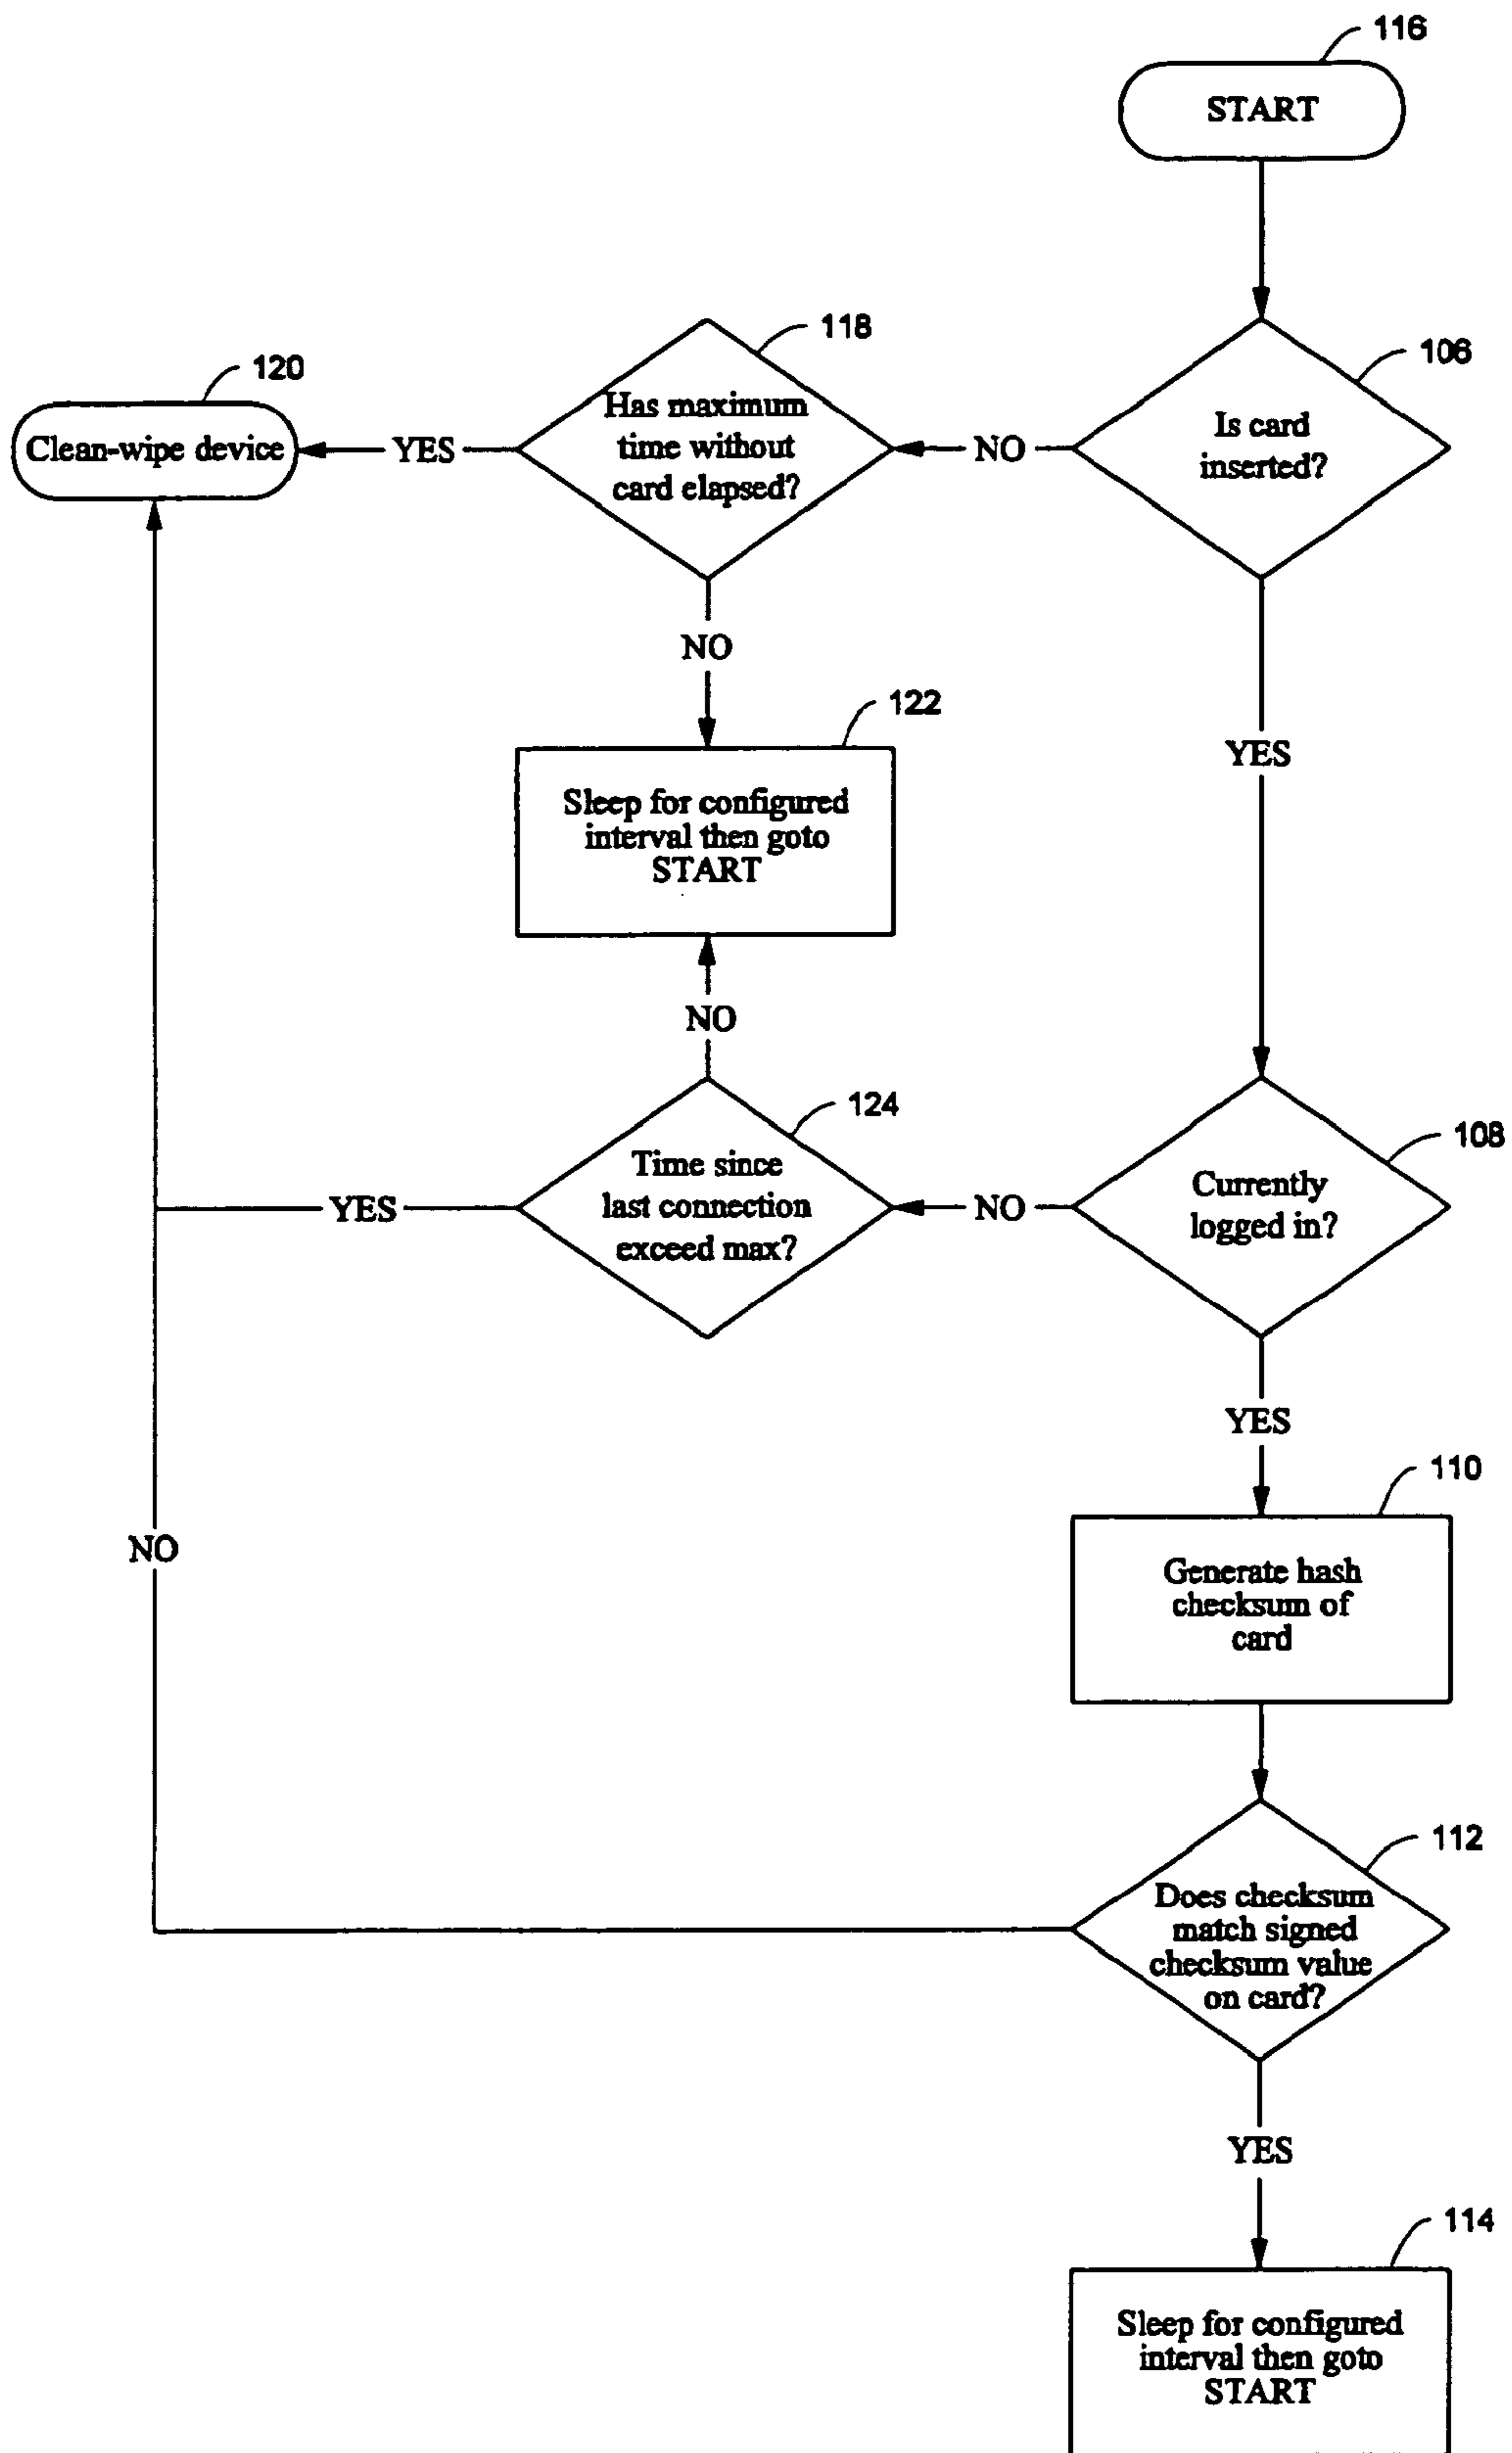 116
START
118
106
120
Has maximum
time without
card elapsed?
Is card
inserted?
Clean-wipe device
YES
NO
NO
122
YES
Sleep for configured
interval then goto
START
NO
124
108
Time since
last connection
exceed max?
Currently
logged in?
YES
NO
YES
110
NO
Generate hash
checksum of
card
112
Does checksum
match signed
checksum value
on card?
YES
114
Sleep for configured
interval then goto
START